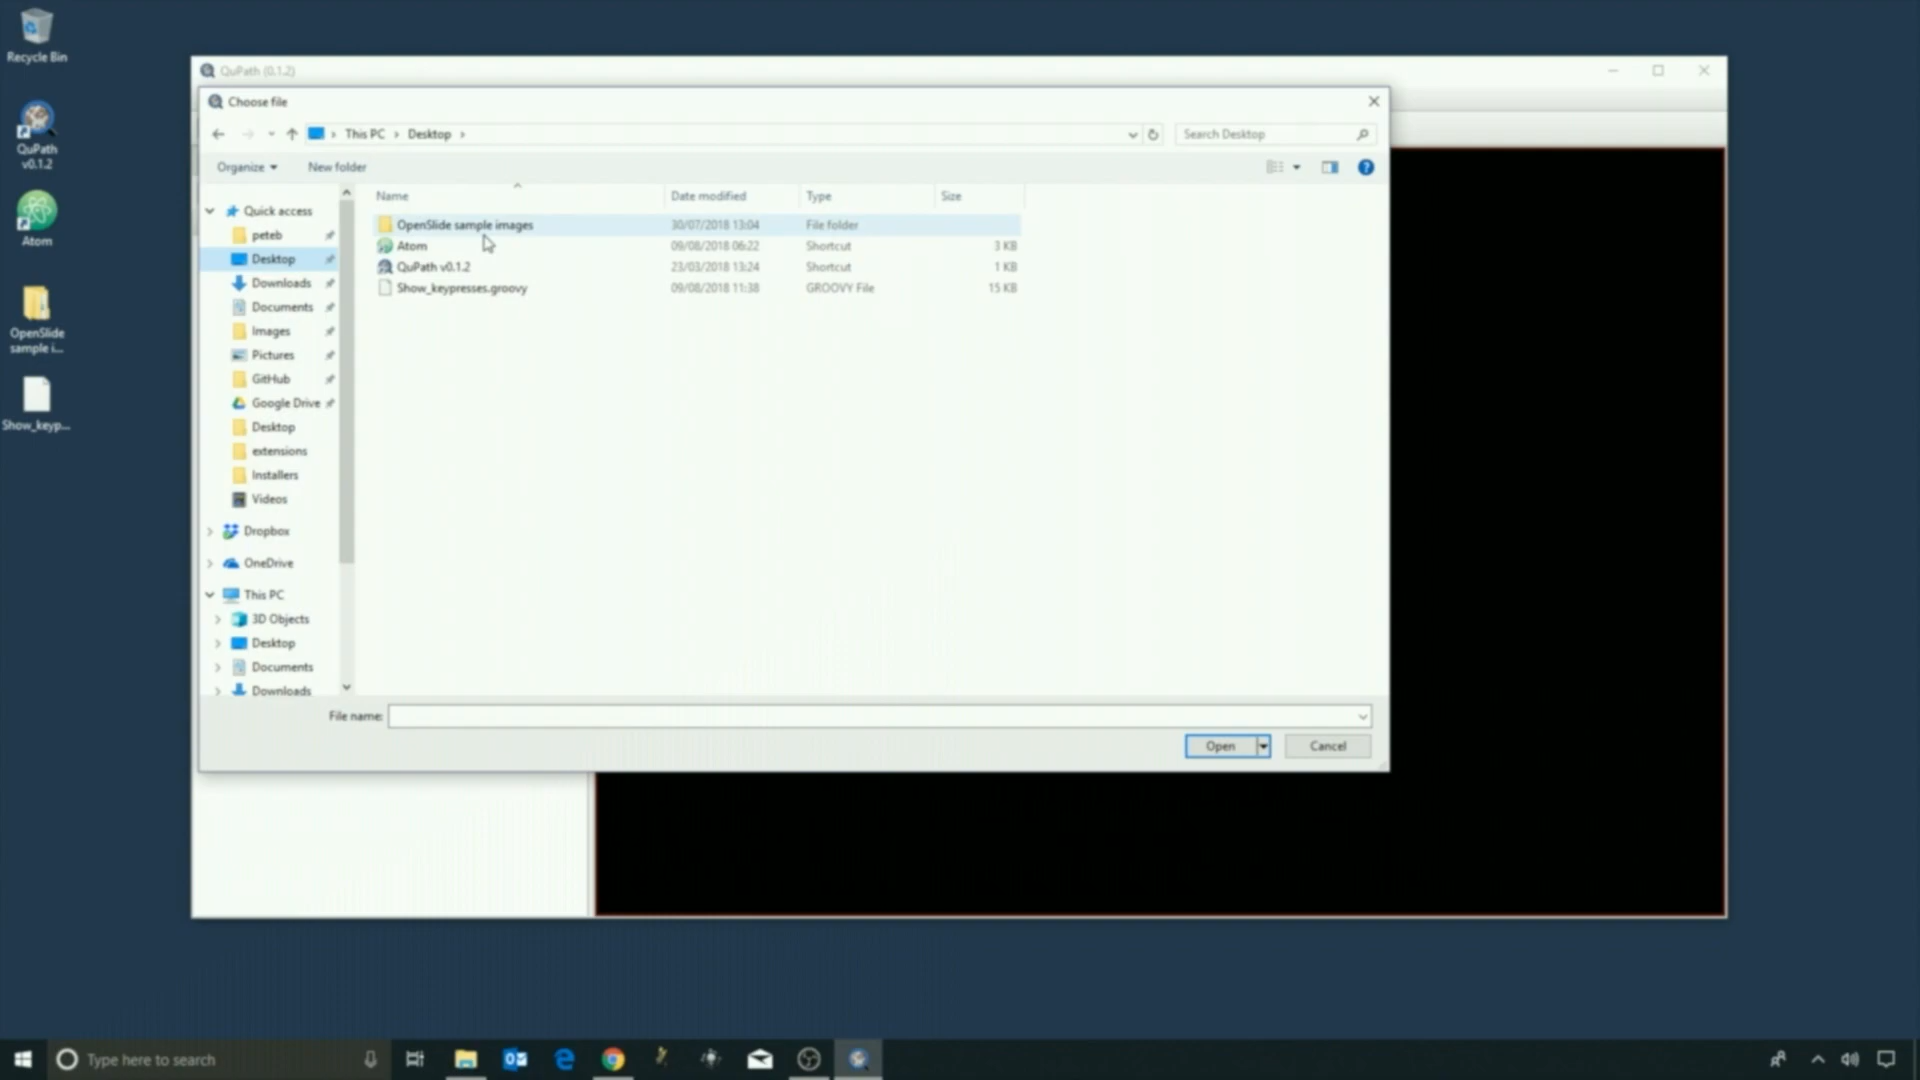 Recycle Bin
QuPath
v0.1.2
Atom
OpenSlide
sample i...
Show_keyp...
QuPath (0.1.2)
Choose file
This PC > Desktop >
Search Desktop
Organize
New folder
Name
Date modified
Type
Size
OpenSlide sample images 30/07/2018 13:04 File folder
Atom 09/08/2018 06:22 Shortcut 3 KB
QuPath v0.1.2 23/03/2018 13:24 Shortcut 1 KB
Show_keypresses.groovy 09/08/2018 11:38 GROOVY File 15 KB
Quick access
peteb
Desktop
Downloads
Documents
Images
Pictures
GitHub
Google Drive
Desktop
extensions
Installers
Videos
Dropbox
OneDrive
This PC
3D Objects
Desktop
Documents
Downloads
File name:
Open
Cancel
Type here to search